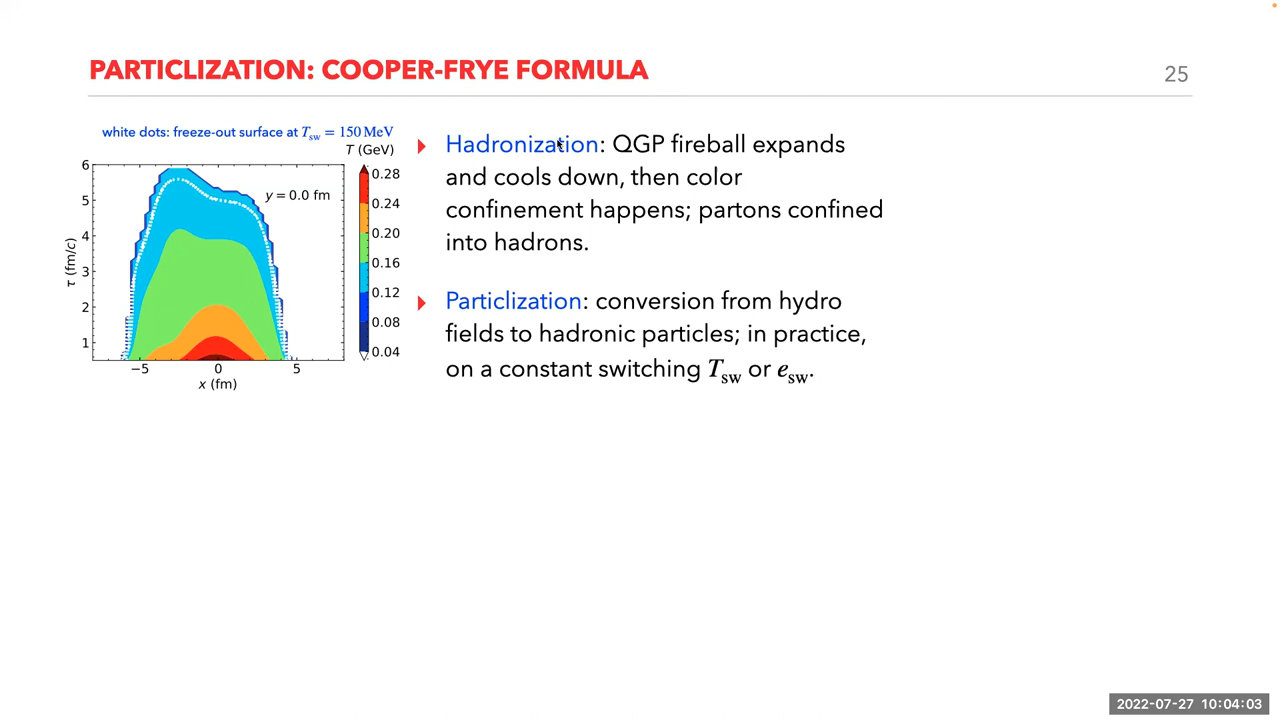 PARTICLIZATION: COOPER-FRYE FORMULA
25
white dots: freeze-out surface at T_sw = 150 MeV
T (GeV)
y = 0.0 fm
6
5
4
3
2
1
τ (fm/c)
−5
0
5
x (fm)
0.28
0.24
0.20
0.16
0.12
0.08
0.04
Hadronization: QGP fireball expands
and cools down, then color
confinement happens; partons confined
into hadrons.
Particlization: conversion from hydro
fields to hadronic particles; in practice,
on a constant switching T_sw or e_sw.
2022-07-27 10:04:03